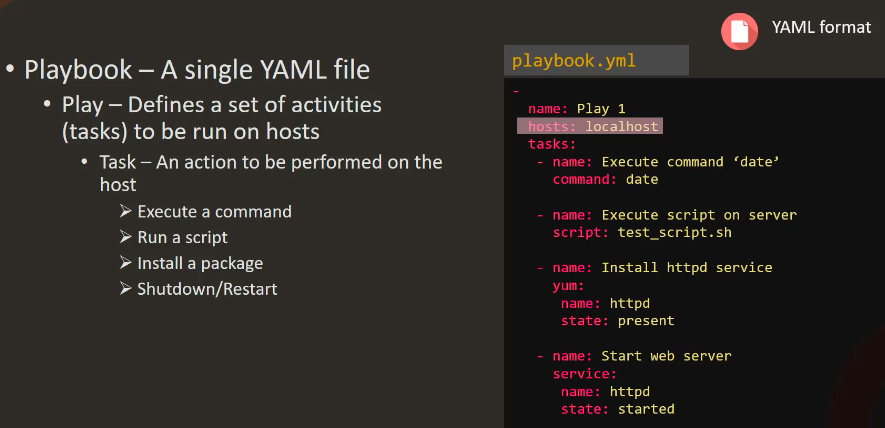 YAML format
• Playbook – A single YAML file
• Play – Defines a set of activities
(tasks) to be run on hosts
• Task – An action to be performed on the
host
➢ Execute a command
➢ Run a script
➢ Install a package
➢ Shutdown/Restart
playbook.yml
-
name: Play 1
hosts: localhost
tasks:
- name: Execute command ‘date’
command: date
- name: Execute script on server
script: test_script.sh
- name: Install httpd service
yum:
name: httpd
state: present
- name: Start web server
service:
name: httpd
state: started